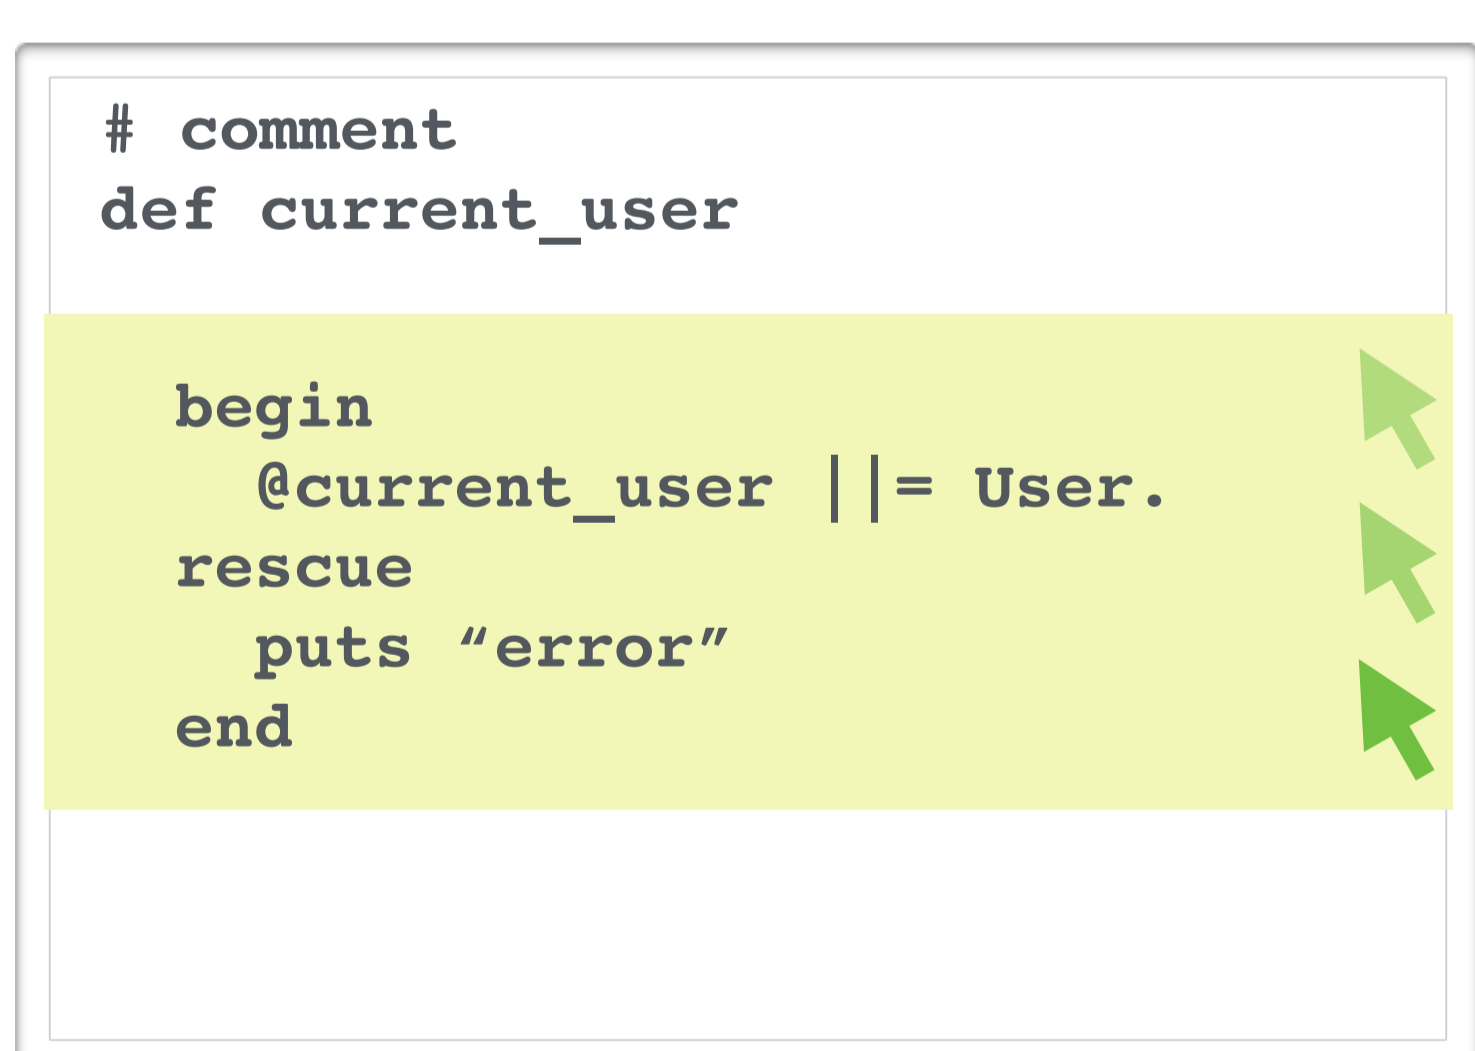 # comment
def current_user
begin
@current_user ||= User.
rescue
puts “error”
end